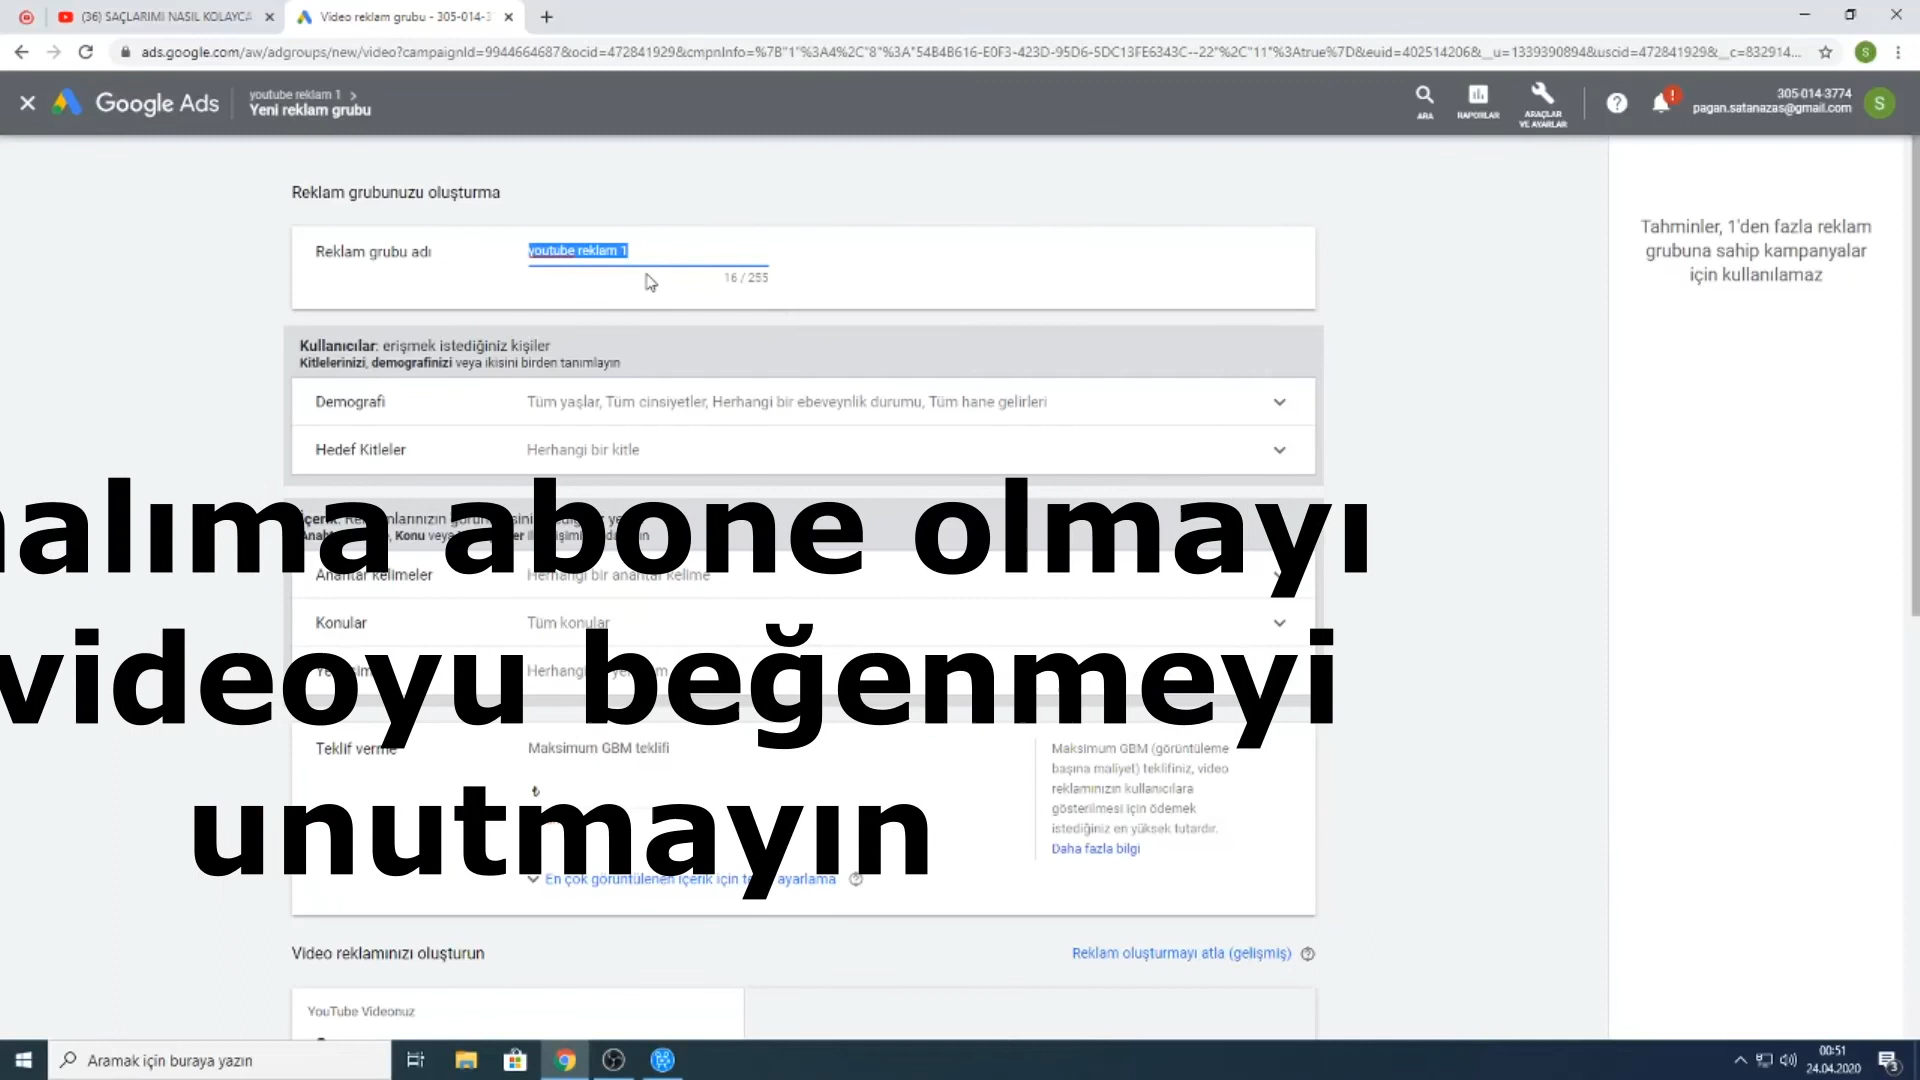 (36) SAÇLARIMI NASIL KOLAYCA
Video reklam grubu - 305-014-3
ads.google.com/aw/adgroups/new/video?campaignId=9944664687&ocid=472841929&cmpnInfo=%7B"1"%3A4%2C"8"%3A"54B4B616-E0F3-423D-95D6-5DC13FE6343C--22"%2C"11"%3Atrue%7D&euid=402514206&__u=1339390894&uscid=472841929&__c=832914...
S
Google Ads
youtube reklam 1 >
Yeni reklam grubu
ARA
RAPORLAR
ARAÇLAR
VE AYARLAR
305-014-3774
pagan.satanazas@gmail.com
S
Reklam grubunuzu oluşturma
Reklam grubu adı
youtube reklam 1
16 / 255
Tahminler, 1'den fazla reklam
grubuna sahip kampanyalar
için kullanılamaz
Kullanıcılar: erişmek istediğiniz kişiler
Kitlelerinizi, demografinizi veya ikisini birden tanımlayın
Demografi
Tüm yaşlar, Tüm cinsiyetler, Herhangi bir ebeveynlik durumu, Tüm hane gelirleri
Hedef Kitleler
Herhangi bir kitle
alıma abone olmayı
videoyu beğenmeyi
unutmayın
Konu veya
Anahtar kelimeler
Herhangi bir anahtar kelime
Konular
Tüm konular
Teklif verme
Maksimum GBM teklifi
₺
Maksimum GBM (görüntüleme
başına maliyet) teklifiniz, video
reklamınızın kullanıcılara
gösterilmesi için ödemek
istediğiniz en yüksek tutardır.
Daha fazla bilgi
En çok görüntülenen içerik için ayarlama
Video reklamınızı oluşturun
Reklam oluşturmayı atla (gelişmiş)
YouTube Videonuz
Aramak için buraya yazın
00:51
24.04.2020
3